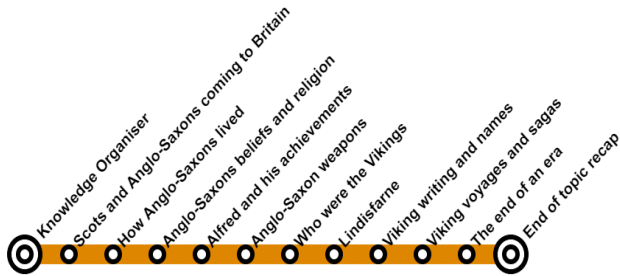 Knowledge Organiser
Scots and Anglo-Saxons coming to Britain
How Anglo-Saxons lived
Anglo-Saxons beliefs and religion
Alfred and his achievements
Anglo-Saxon weapons
Who were the Vikings
Lindisfarne
Viking writing and names
Viking voyages and sagas
The end of an era
End of topic recap